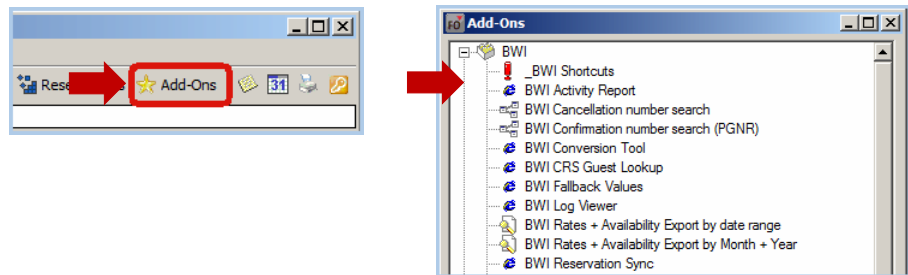 Add-Ons
31
FO Add-Ons
BWI
_BWI Shortcuts
BWI Activity Report
BWI Cancellation number search
BWI Confirmation number search (PGNR)
BWI Conversion Tool
BWI CRS Guest Lookup
BWI Fallback Values
BWI Log Viewer
BWI Rates + Availability Export by date range
BWI Rates + Availability Export by Month + Year
BWI Reservation Sync